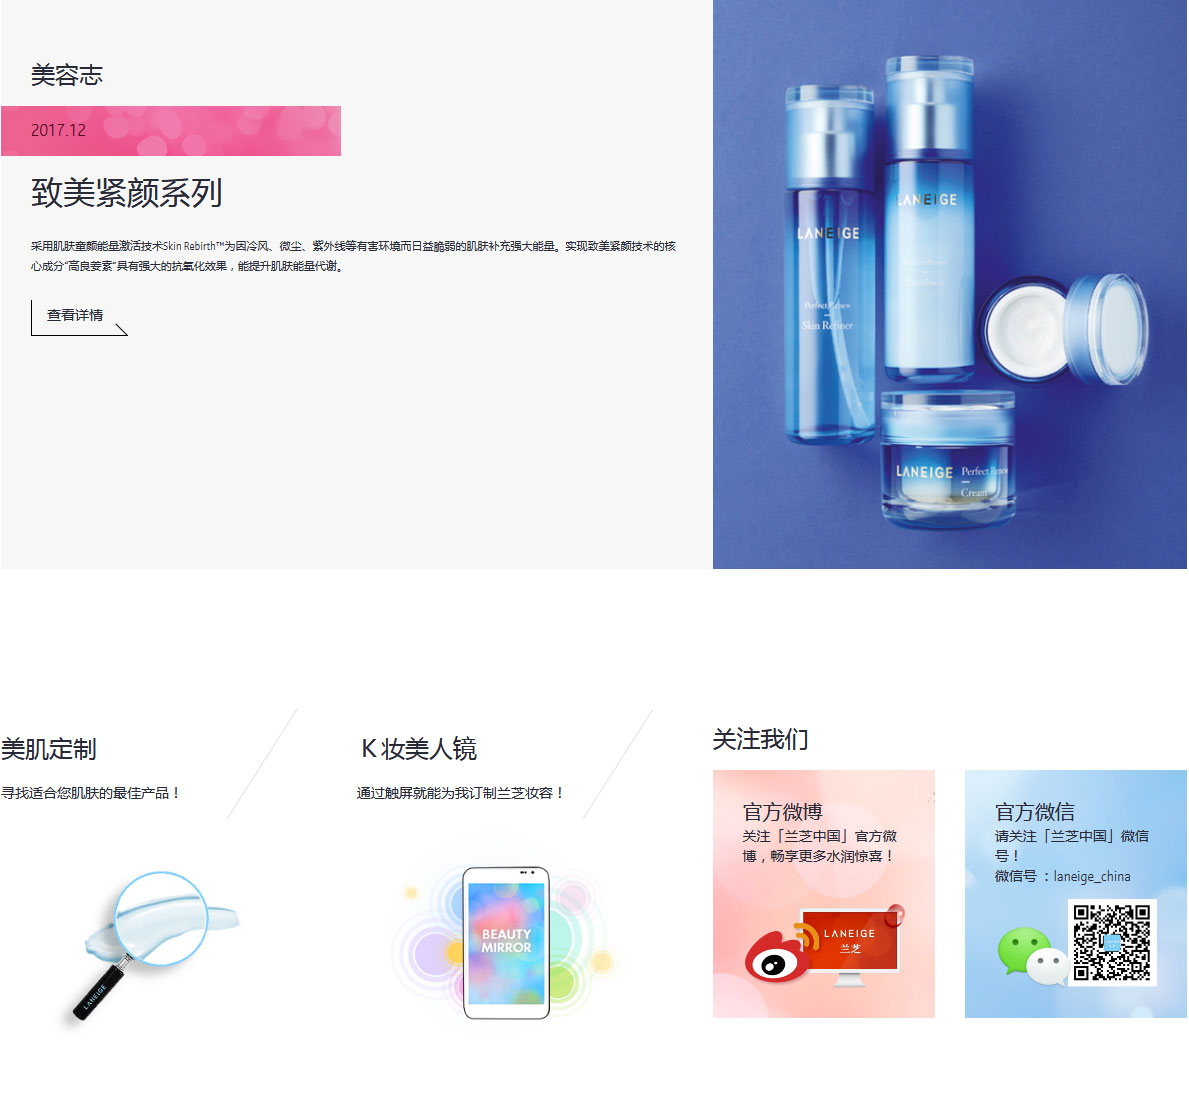 美容志
2017.12
致美紧颜系列
采用肌肤童颜能量激活技术Skin Rebirth™为因冷风、微尘、紫外线等有害环境而日益脆弱的肌肤补充强大能量。实现致美紧颜技术的核
心成分“高良姜素”具有强大的抗氧化效果，能提升肌肤能量代谢。
查看详情
LANEIGE
Perfect Renew
Emulsion
LANEIGE
Perfect Renew
Skin Refiner
LANEIGE Perfect Renew
Cream
美肌定制
寻找适合您肌肤的最佳产品！
LANEIGE
K 妆美人镜
通过触屏就能为我订制兰芝妆容！
BEAUTY
MIRROR
关注我们
官方微博
关注「兰芝中国」官方微
博，畅享更多水润惊喜！
LANEIGE
兰芝
官方微信
请关注「兰芝中国」微信
号！
微信号 ：laneige_china